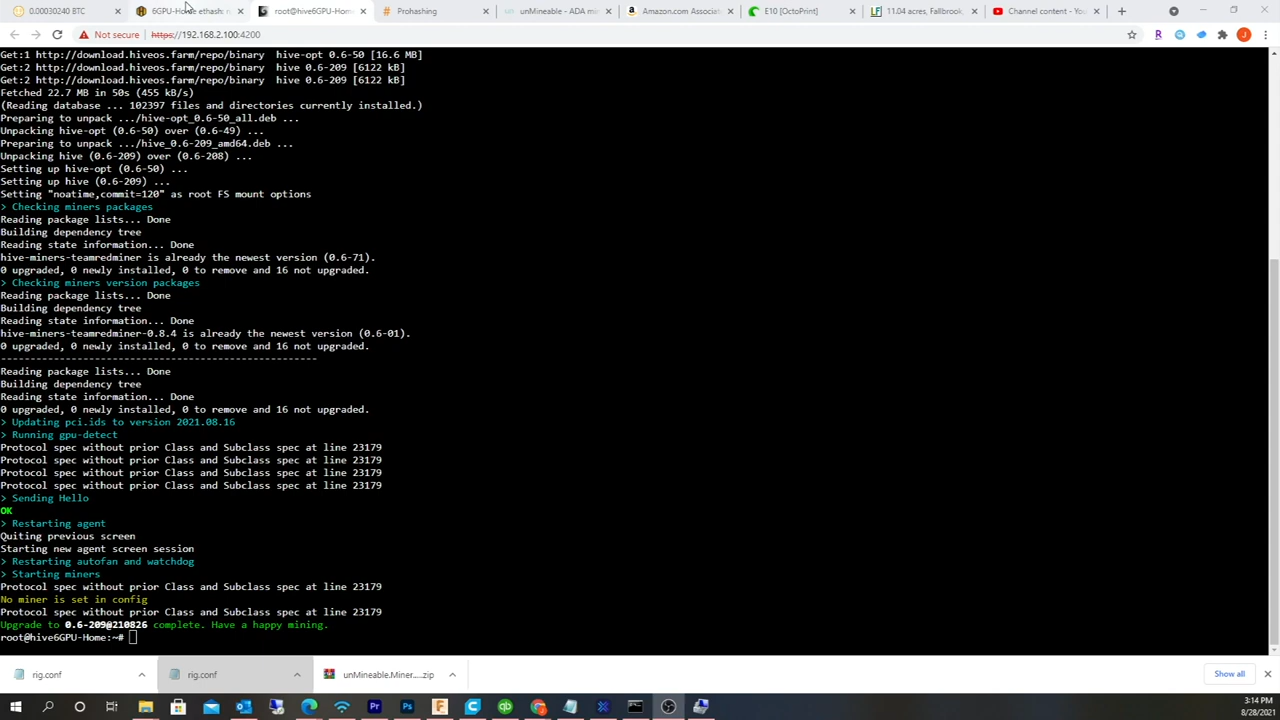 0.00030240 BTC
6GPU-Home ethash: r
root@hive6GPU-Home:
Prohashing
unMineable - ADA min
Amazon.com Associat
E10 [OctoPrint]
11.04 acres, Fallbrook,
Channel content - You
Not secure
https://192.168.2.100:4200
Get:1 http://download.hiveos.farm/repo/binary  hive-opt 0.6-50 [16.6 MB]
Get:2 http://download.hiveos.farm/repo/binary  hive 0.6-209 [6122 kB]
Get:2 http://download.hiveos.farm/repo/binary  hive 0.6-209 [6122 kB]
Fetched 22.7 MB in 50s (455 kB/s)
(Reading database ... 102397 files and directories currently installed.)
Preparing to unpack .../hive-opt_0.6-50_all.deb ...
Unpacking hive-opt (0.6-50) over (0.6-49) ...
Preparing to unpack .../hive_0.6-209_amd64.deb ...
Unpacking hive (0.6-209) over (0.6-208) ...
Setting up hive-opt (0.6-50) ...
Setting up hive (0.6-209) ...
Setting "noatime,commit=120" as root FS mount options
> Checking miners packages
Reading package lists... Done
Building dependency tree
Reading state information... Done
hive-miners-teamredminer is already the newest version (0.6-71).
0 upgraded, 0 newly installed, 0 to remove and 16 not upgraded.
> Checking miners version packages
Reading package lists... Done
Building dependency tree
Reading state information... Done
hive-miners-teamredminer-0.8.4 is already the newest version (0.6-01).
0 upgraded, 0 newly installed, 0 to remove and 16 not upgraded.
-----------------------------------------------------
Reading package lists... Done
Building dependency tree
Reading state information... Done
0 upgraded, 0 newly installed, 0 to remove and 16 not upgraded.
> Updating pci.ids to version 2021.08.16
> Running gpu-detect
Protocol spec without prior Class and Subclass spec at line 23179
Protocol spec without prior Class and Subclass spec at line 23179
Protocol spec without prior Class and Subclass spec at line 23179
Protocol spec without prior Class and Subclass spec at line 23179
> Sending Hello
OK
> Restarting agent
Quiting previous screen
Starting new agent screen session
> Restarting autofan and watchdog
> Starting miners
Protocol spec without prior Class and Subclass spec at line 23179
No miner is set in config
Protocol spec without prior Class and Subclass spec at line 23179
Upgrade to 0.6-209@210826 complete. Have a happy mining.
root@hive6GPU-Home:~#
rig.conf
rig.conf
unMineable.Miner....zip
Show all
3:14 PM
8/28/2021